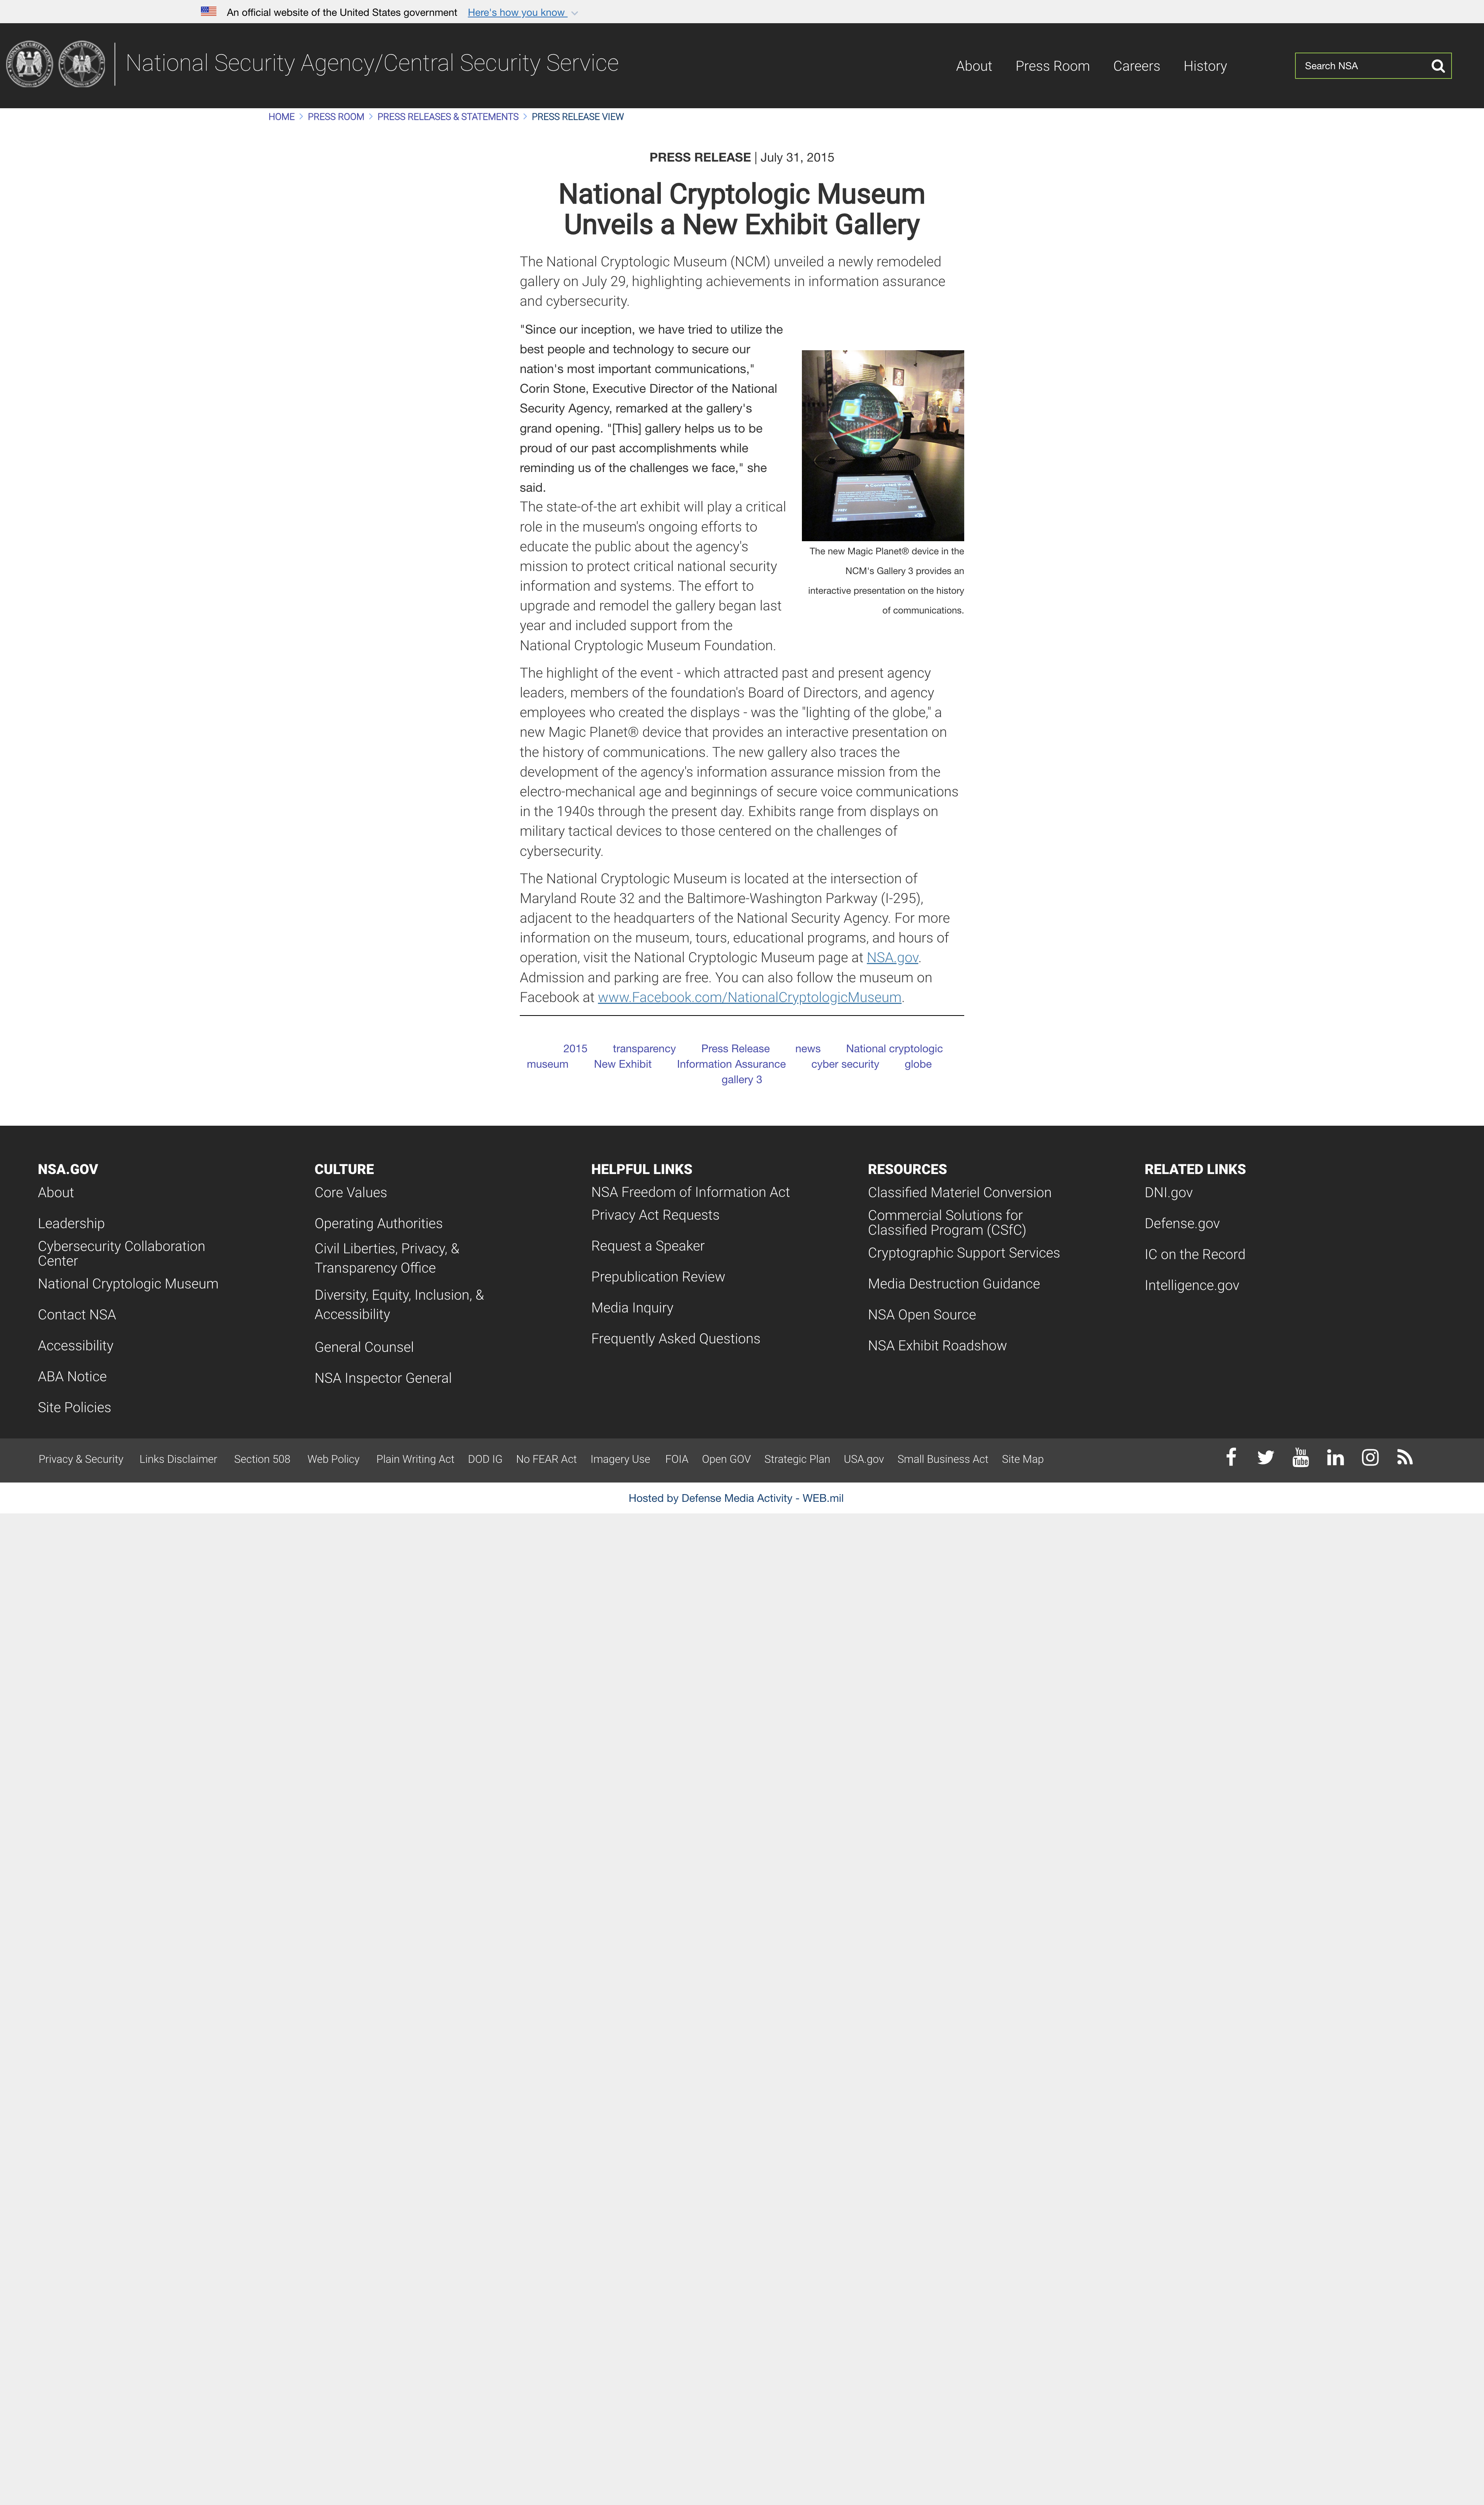 An official website of the United States government Here's how you know
National Security Agency/Central Security Service
About Press Room Careers History
Search NSA
HOME PRESS ROOM PRESS RELEASES & STATEMENTS PRESS RELEASE VIEW
PRESS RELEASE | July 31, 2015
National Cryptologic Museum
Unveils a New Exhibit Gallery
The National Cryptologic Museum (NCM) unveiled a newly remodeled
gallery on July 29, highlighting achievements in information assurance
and cybersecurity.
"Since our inception, we have tried to utilize the
best people and technology to secure our
nation's most important communications,"
Corin Stone, Executive Director of the National
Security Agency, remarked at the gallery's
grand opening. "[This] gallery helps us to be
proud of our past accomplishments while
reminding us of the challenges we face," she
said.
The new Magic Planet® device in the
NCM's Gallery 3 provides an
interactive presentation on the history
of communications.
The state-of-the art exhibit will play a critical
role in the museum's ongoing efforts to
educate the public about the agency's
mission to protect critical national security
information and systems. The effort to
upgrade and remodel the gallery began last
year and included support from the
National Cryptologic Museum Foundation.
The highlight of the event - which attracted past and present agency
leaders, members of the foundation's Board of Directors, and agency
employees who created the displays - was the "lighting of the globe," a
new Magic Planet® device that provides an interactive presentation on
the history of communications. The new gallery also traces the
development of the agency's information assurance mission from the
electro-mechanical age and beginnings of secure voice communications
in the 1940s through the present day. Exhibits range from displays on
military tactical devices to those centered on the challenges of
cybersecurity.
The National Cryptologic Museum is located at the intersection of
Maryland Route 32 and the Baltimore-Washington Parkway (I-295),
adjacent to the headquarters of the National Security Agency. For more
information on the museum, tours, educational programs, and hours of
operation, visit the National Cryptologic Museum page at NSA.gov.
Admission and parking are free. You can also follow the museum on
Facebook at www.Facebook.com/NationalCryptologicMuseum.
2015 transparency Press Release news National cryptologic
museum New Exhibit Information Assurance cyber security globe
gallery 3
NSA.GOV
About
Leadership
Cybersecurity Collaboration
Center
National Cryptologic Museum
Contact NSA
Accessibility
ABA Notice
Site Policies
CULTURE
Core Values
Operating Authorities
Civil Liberties, Privacy, &
Transparency Office
Diversity, Equity, Inclusion, &
Accessibility
General Counsel
NSA Inspector General
HELPFUL LINKS
NSA Freedom of Information Act
Privacy Act Requests
Request a Speaker
Prepublication Review
Media Inquiry
Frequently Asked Questions
RESOURCES
Classified Materiel Conversion
Commercial Solutions for
Classified Program (CSfC)
Cryptographic Support Services
Media Destruction Guidance
NSA Open Source
NSA Exhibit Roadshow
RELATED LINKS
DNI.gov
Defense.gov
IC on the Record
Intelligence.gov
Privacy & Security Links Disclaimer Section 508 Web Policy Plain Writing Act DOD IG No FEAR Act Imagery Use FOIA Open GOV Strategic Plan USA.gov Small Business Act Site Map
You
Tube
Hosted by Defense Media Activity - WEB.mil